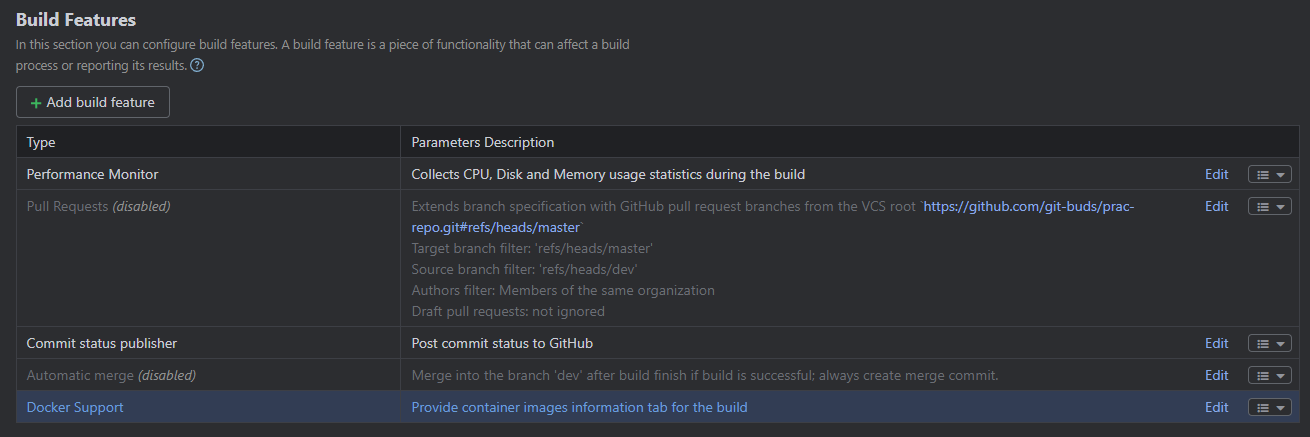 Build Features
In this section you can configure build features. A build feature is a piece of functionality that can affect a build
process or reporting its results. ?
+ Add build feature
Type Parameters Description
Performance Monitor Collects CPU, Disk and Memory usage statistics during the build Edit
Pull Requests (disabled) Extends branch specification with GitHub pull request branches from the VCS root `https://github.com/git-buds/prac- Edit
repo.git#refs/heads/master`
Target branch filter: 'refs/heads/master'
Source branch filter: 'refs/heads/dev'
Authors filter: Members of the same organization
Draft pull requests: not ignored
Commit status publisher Post commit status to GitHub Edit
Automatic merge (disabled) Merge into the branch 'dev' after build finish if build is successful; always create merge commit. Edit
Docker Support Provide container images information tab for the build Edit